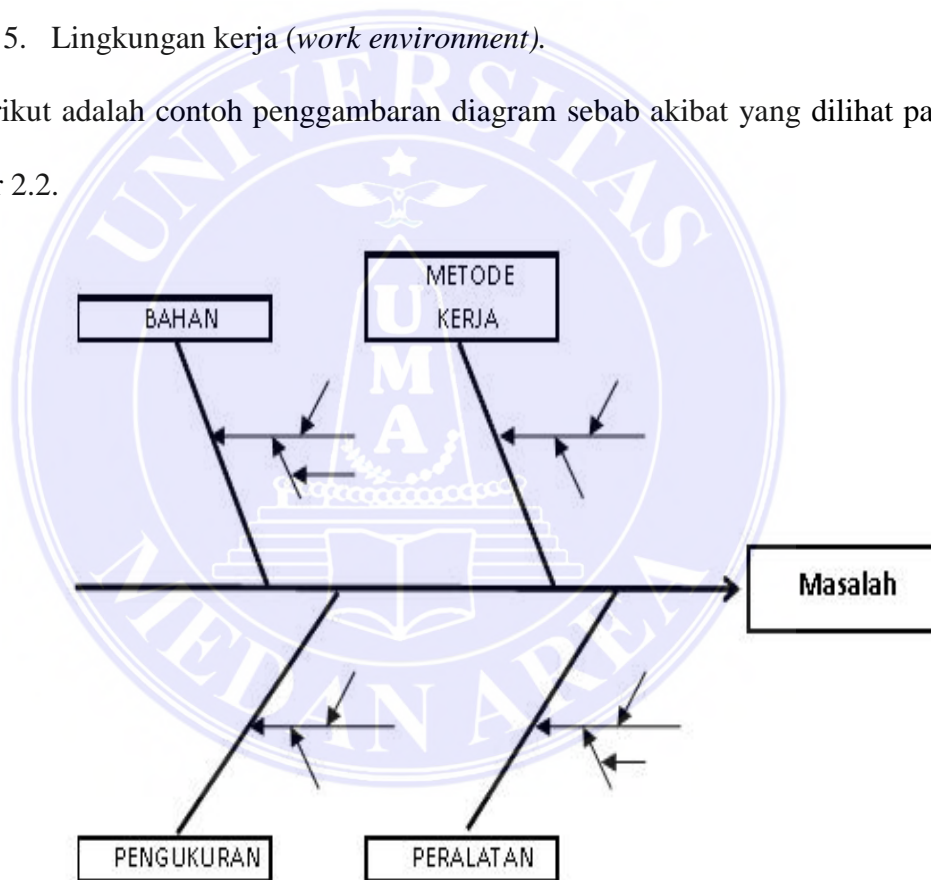 5. Lingkungan kerja (work environment).
rikut adalah contoh penggambaran diagram sebab akibat yang dilihat pa
2.2.
METODE
KERJA
BAHAN
Masalah
PENGUKURAN
PERALATAN
UNIVERSITAS
UMA
MEDAN AREA